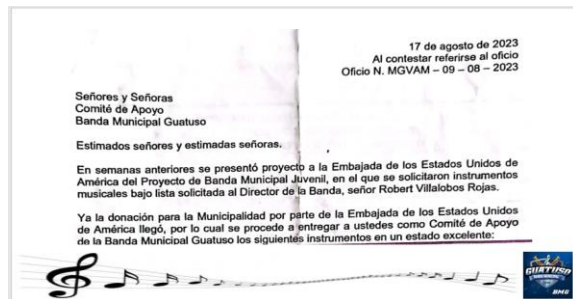 17 de agosto de 2023
Al contestar referirse al oficio
Oficio N. MGVAM – 09 – 08 – 2023
Señores y Señoras
Comité de Apoyo
Banda Municipal Guatuso
Estimados señores y estimadas señoras.
En semanas anteriores se presentó proyecto a la Embajada de los Estados Unidos de
América del Proyecto de Banda Municipal Juvenil, en el que se solicitaron instrumentos
musicales bajo lista solicitada al Director de la Banda, señor Robert Villalobos Rojas.
Ya la donación para la Municipalidad por parte de la Embajada de los Estados Unidos
de América llegó, por lo cual se procede a entregar a ustedes como Comité de Apoyo
de la Banda Municipal Guatuso los siguientes instrumentos en un estado excelente:
GUATUSO
BMG